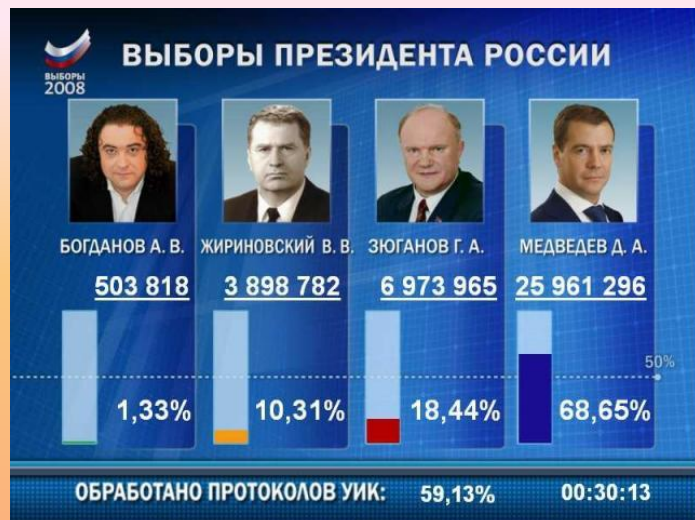 ВЫБОРЫ ПРЕЗИДЕНТА РОССИИ
ВЫБОРЫ
2008
БОГДАНОВ А. В. ЖИРИНОВСКИЙ В. В. ЗЮГАНОВ Г. А. МЕДВЕДЕВ Д. А.
503 818 3 898 782 6 973 965 25 961 296
50%
1,33% 10,31% 18,44% 68,65%
ОБРАБОТАНО ПРОТОКОЛОВ УИК: 59,13% 00:30:13